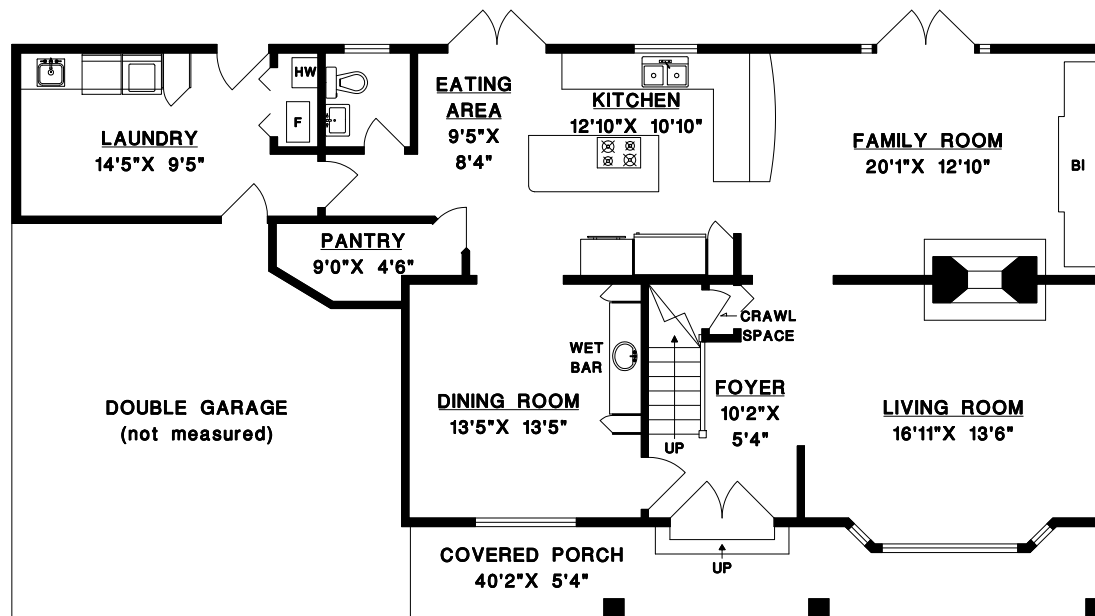 HW
F
LAUNDRY
14'5"X 9'5"
EATING
AREA
9'5"X
8'4"
KITCHEN
12'10"X 10'10"
FAMILY ROOM
20'1"X 12'10"
BI
PANTRY
9'0"X 4'6"
CRAWL
SPACE
WET
BAR
DOUBLE GARAGE
(not measured)
DINING ROOM
13'5"X 13'5"
UP
FOYER
10'2"X
5'4"
LIVING ROOM
16'11"X 13'6"
COVERED PORCH
40'2"X 5'4"
UP